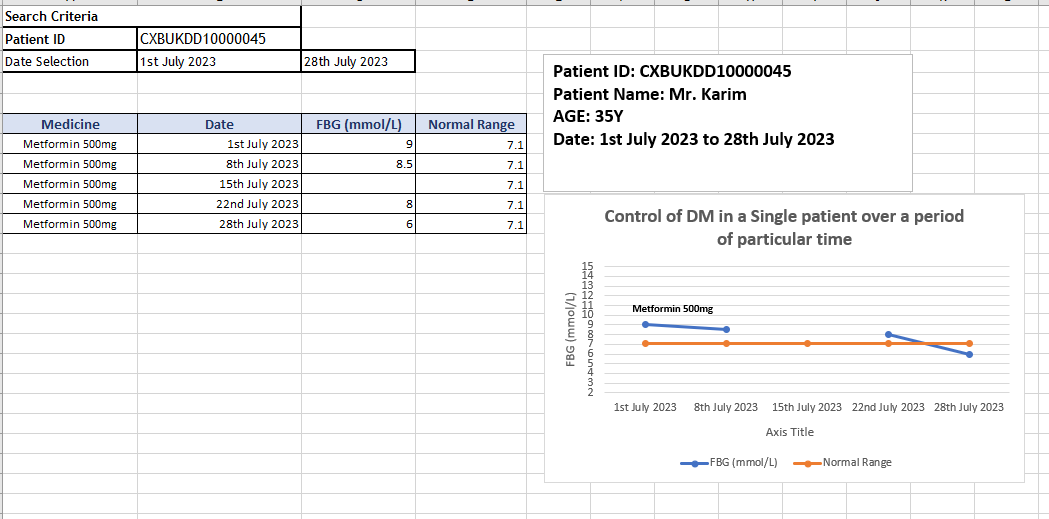 Search Criteria
Patient ID CXBUKDD10000045
Date Selection 1st July 2023 28th July 2023
Medicine Date FBG (mmol/L) Normal Range
Metformin 500mg 1st July 2023 9 7.1
Metformin 500mg 8th July 2023 8.5 7.1
Metformin 500mg 15th July 2023 7.1
Metformin 500mg 22nd July 2023 8 7.1
Metformin 500mg 28th July 2023 6 7.1
Patient ID: CXBUKDD10000045
Patient Name: Mr. Karim
AGE: 35Y
Date: 1st July 2023 to 28th July 2023
Control of DM in a Single patient over a period
of particular time
FBG (mmol/L)
15
14
13
12
11
10
9
8
7
6
5
4
3
2
Metformin 500mg
1st July 2023 8th July 2023 15th July 2023 22nd July 2023 28th July 2023
Axis Title
FBG (mmol/L) Normal Range